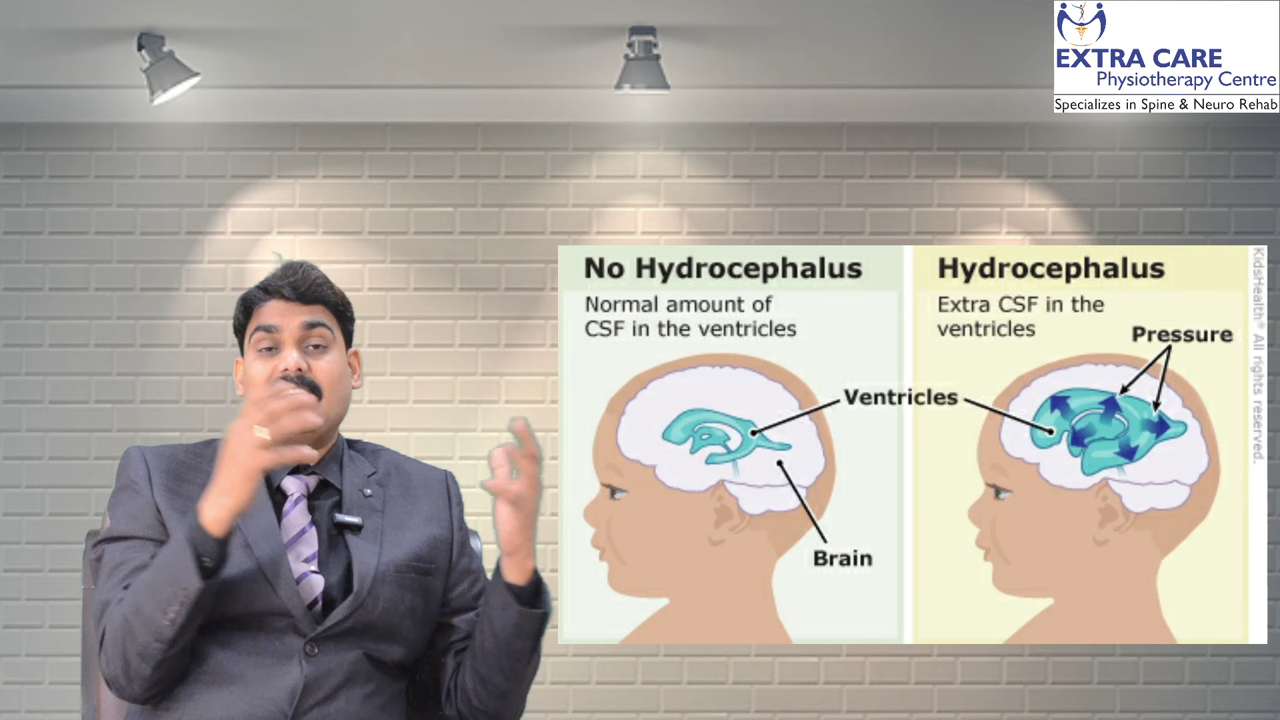 EXTRA CARE
Physiotherapy Centre
Specializes in Spine & Neuro Rehab
No Hydrocephalus
Normal amount of
CSF in the ventricles
Hydrocephalus
Extra CSF in the
ventricles
Pressure
Ventricles
Brain
KidsHealth® All rights reserved.